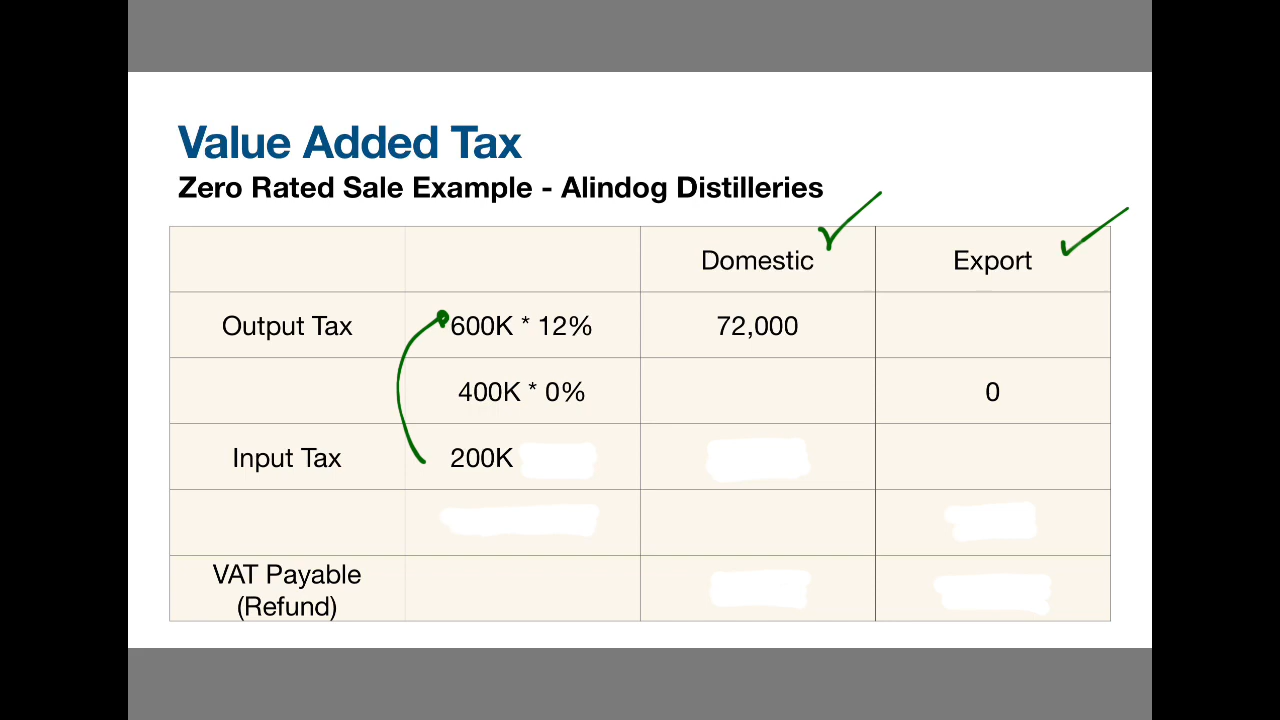 Value Added Tax
Zero Rated Sale Example - Alindog Distilleries
Domestic Export
Output Tax 600K * 12% 72,000
400K * 0% 0
Input Tax 200K
VAT Payable
(Refund)